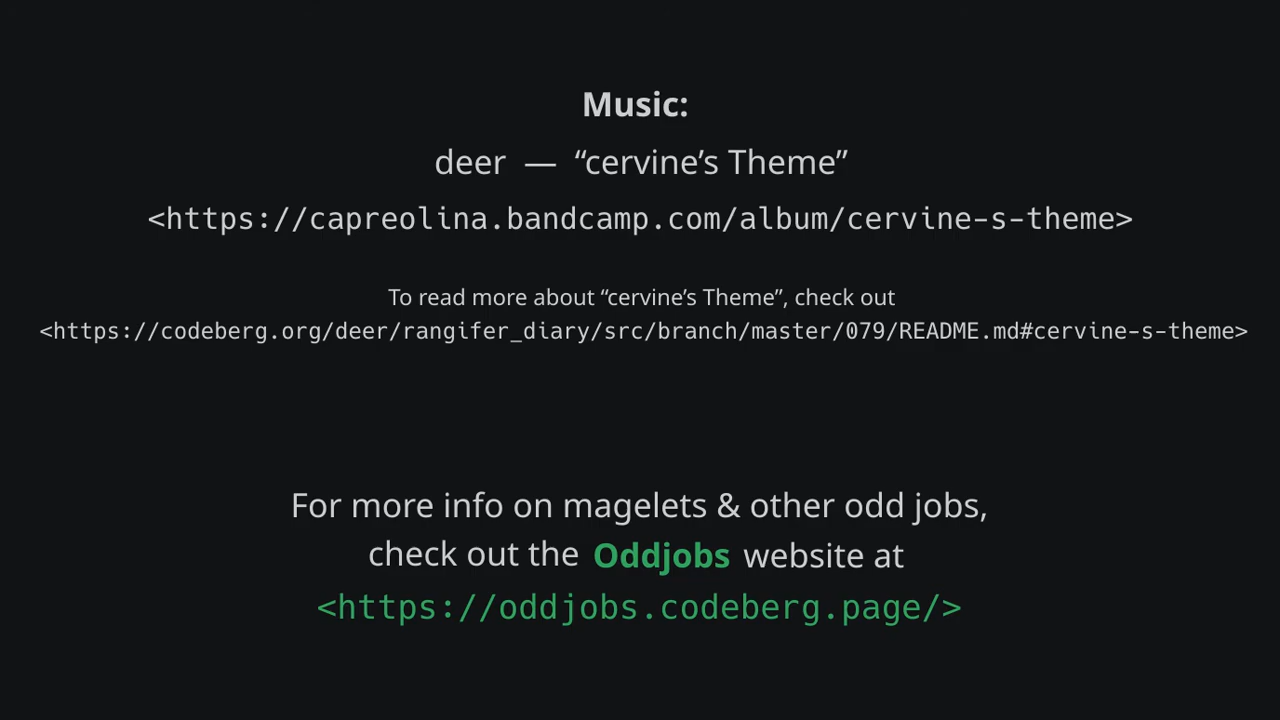 Music:
deer — “cervine’s Theme”
<https://capreolina.bandcamp.com/album/cervine-s-theme>
To read more about “cervine’s Theme”, check out
<https://codeberg.org/deer/rangifer_diary/src/branch/master/079/README.md#cervine-s-theme>
For more info on magelets & other odd jobs,
check out the Oddjobs website at
<https://oddjobs.codeberg.page/>